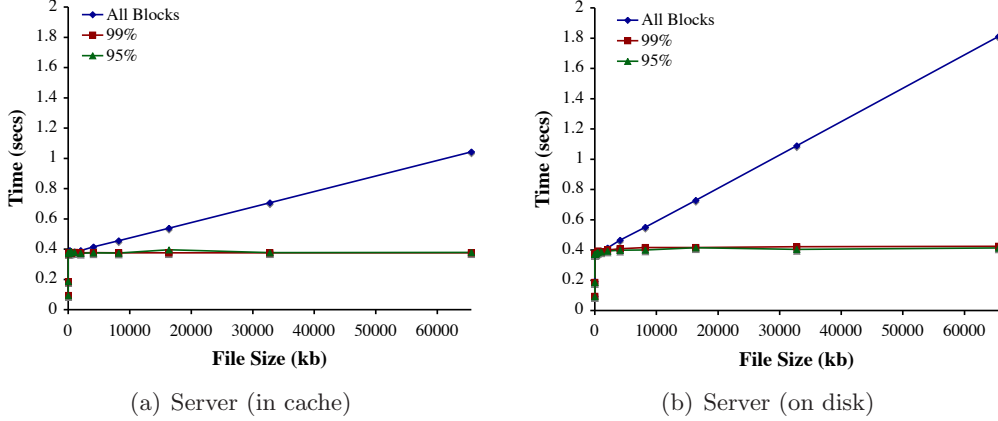 2
1.8
1.6
1.4
1.2
1
0.8
0.6
0.4
0.2
0
Time (secs)
All Blocks
99%
95%
0 10000 20000 30000 40000 50000 60000
File Size (kb)
(a) Server (in cache)
2
1.8
1.6
1.4
1.2
1
0.8
0.6
0.4
0.2
0
Time (secs)
All Blocks
99%
95%
0 10000 20000 30000 40000 50000 60000
File Size (kb)
(b) Server (on disk)